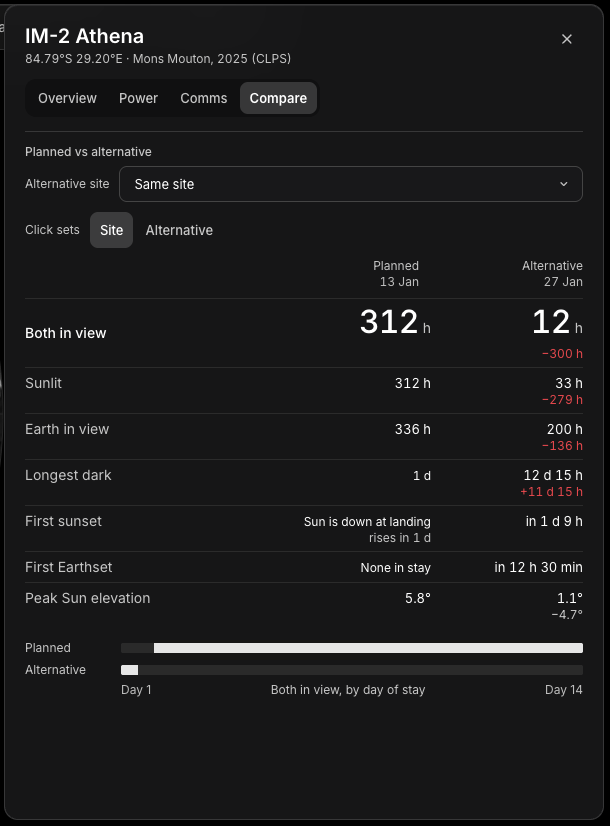 IM-2 Athena
84.79°S 29.20°E · Mons Mouton, 2025 (CLPS)
Overview Power Comms Compare
Planned vs alternative
Alternative site Same site
Click sets Site Alternative
Planned Alternative
13 Jan 27 Jan
Both in view 312 h 12 h
−300 h
Sunlit 312 h 33 h
−279 h
Earth in view 336 h 200 h
−136 h
Longest dark 1 d 12 d 15 h
+11 d 15 h
First sunset Sun is down at landing in 1 d 9 h
rises in 1 d
First Earthset None in stay in 12 h 30 min
Peak Sun elevation 5.8° 1.1°
−4.7°
Planned
Alternative
Day 1 Both in view, by day of stay Day 14